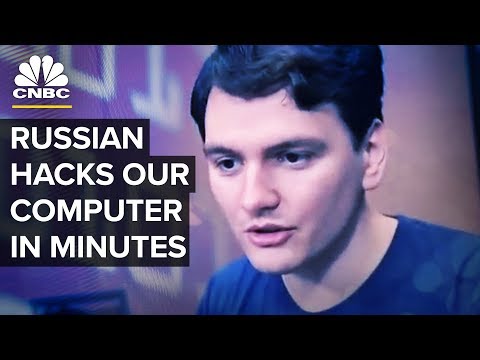 CNBC
RUSSIAN
HACKS OUR
COMPUTER
IN MINUTES